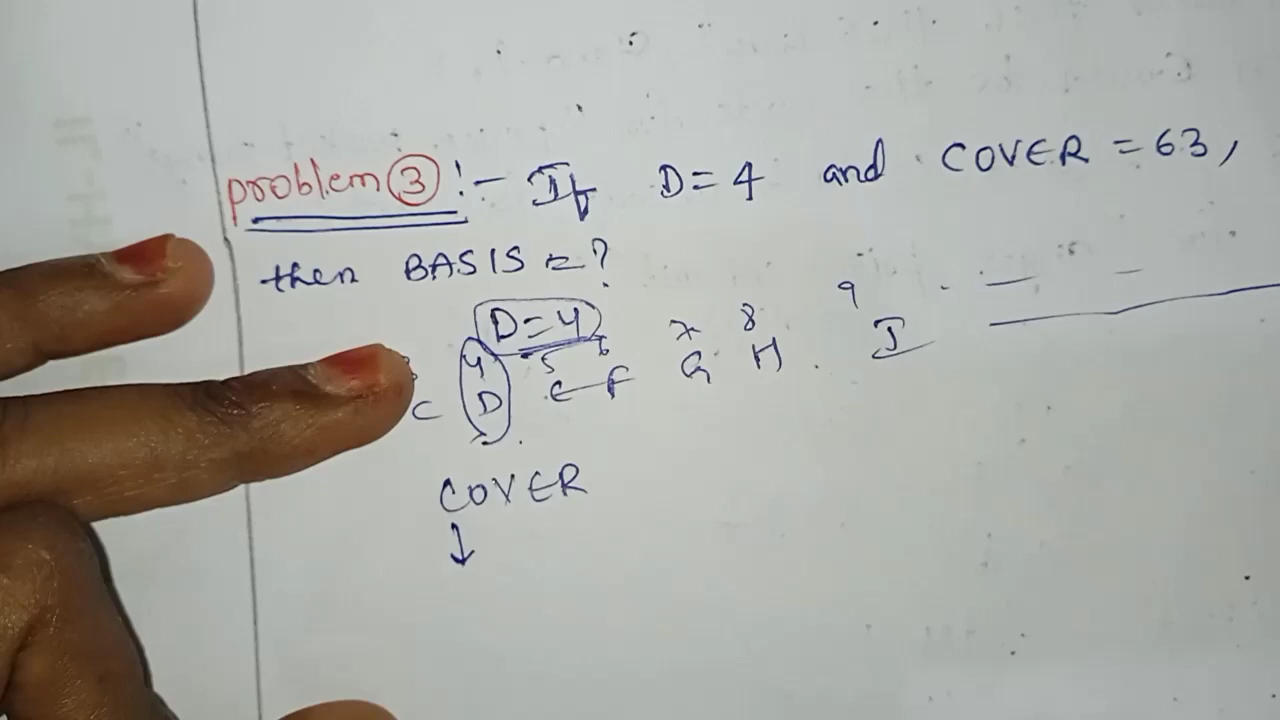 problem ③ :- If D=4 and COVER = 63,
then BASIS = ?
D=4
4 5 6 7 8 9
C D E F G H I
COVER